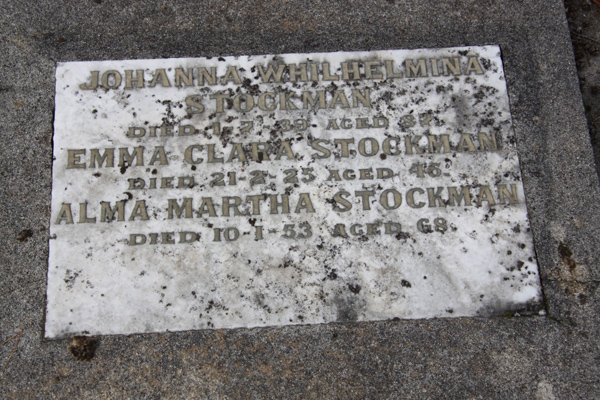 JOHANNA WHILHELMINA
STOCKMAN
DIED AGED
EMMA CLARA STOCKMAN
DIED 21-2-25 AGED 46.
ALMA MARTHA STOCKMAN
DIED 10-1-53 AGED 68.